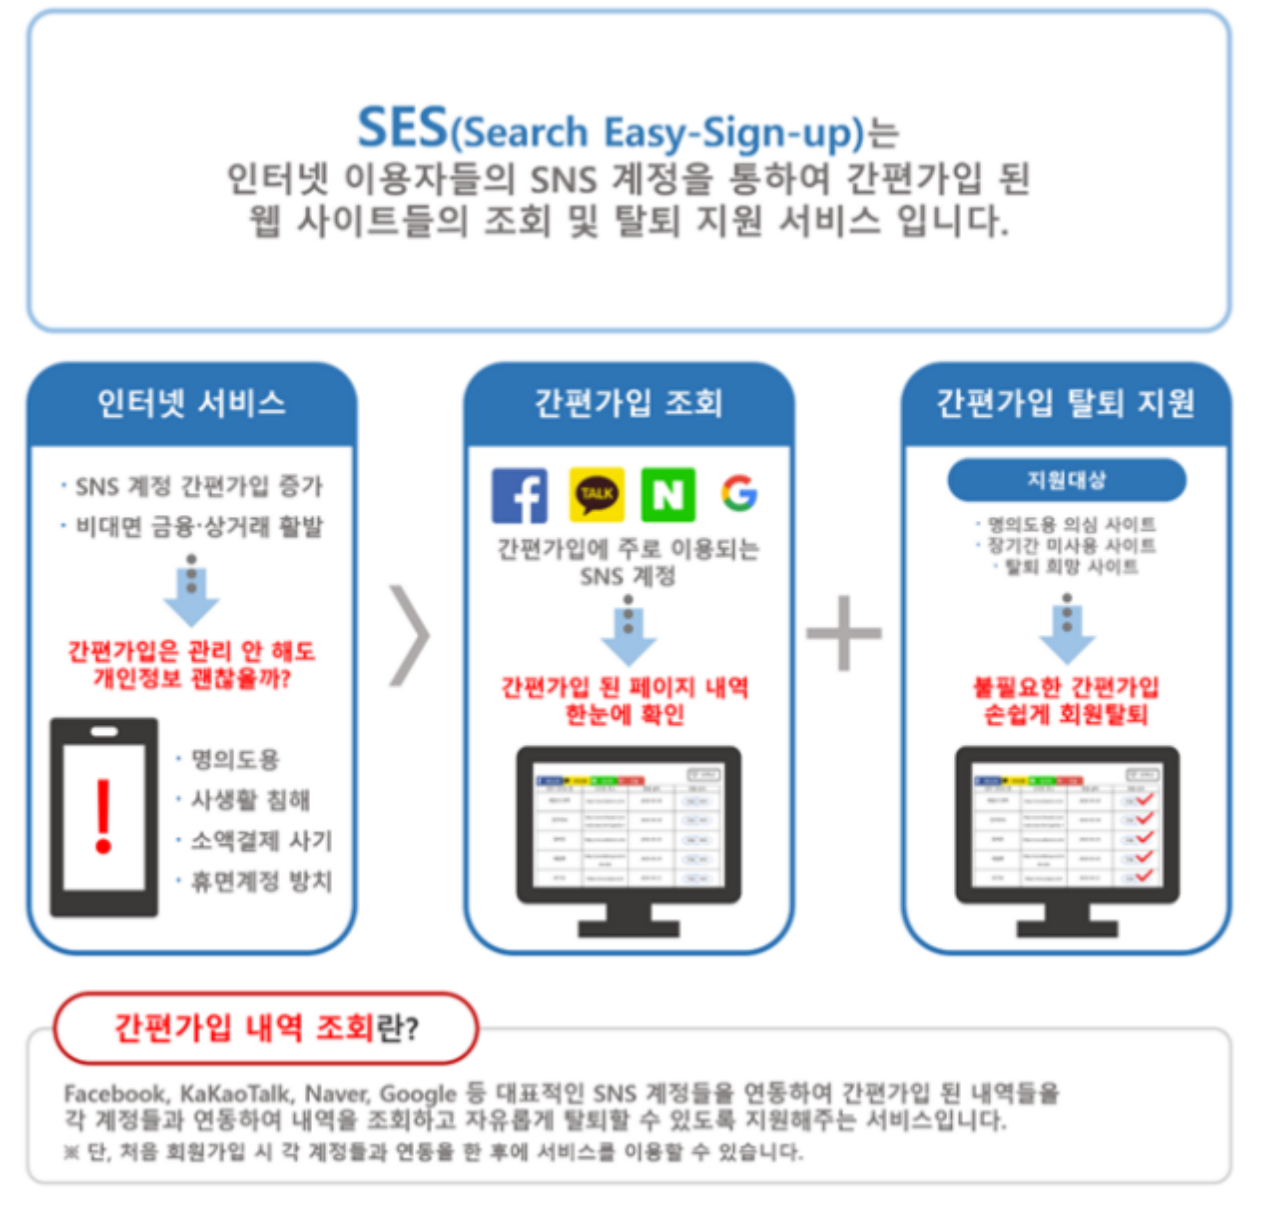 SES(Search Easy-Sign-up)는
인터넷 이용자들의 SNS 계정을 통하여 간편가입 된
웹 사이트들의 조회 및 탈퇴 지원 서비스 입니다.
인터넷 서비스
· SNS 계정 간편가입 증가
· 비대면 금융·상거래 활발
간편가입은 관리 안 해도
개인정보 괜찮을까?
!
· 명의도용
· 사생활 침해
· 소액결제 사기
· 휴면계정 방치
간편가입 조회
f
TALK
N
G
간편가입에 주로 이용되는
SNS 계정
간편가입 된 페이지 내역
한눈에 확인
간편가입 탈퇴 지원
지원대상
· 명의도용 의심 사이트
· 장기간 미사용 사이트
· 탈퇴 희망 사이트
불필요한 간편가입
손쉽게 회원탈퇴
간편가입 내역 조회란?
Facebook, KaKaoTalk, Naver, Google 등 대표적인 SNS 계정들을 연동하여 간편가입 된 내역들을
각 계정들과 연동하여 내역을 조회하고 자유롭게 탈퇴할 수 있도록 지원해주는 서비스입니다.
※ 단, 처음 회원가입 시 각 계정들과 연동을 한 후에 서비스를 이용할 수 있습니다.